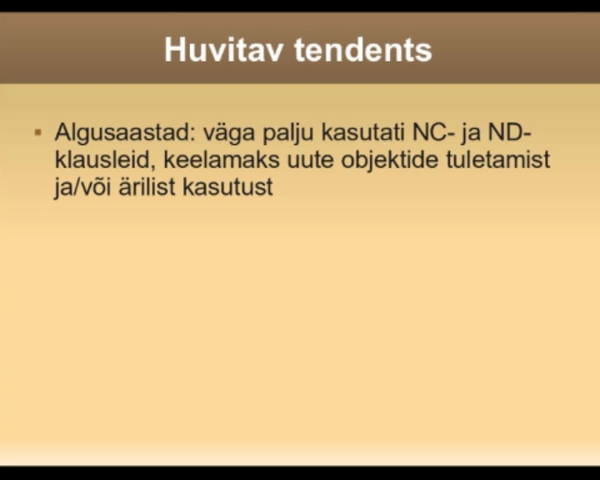 Huvitav tendents
Algusaastad: väga palju kasutati NC- ja ND-
klausleid, keelamaks uute objektide tuletamist
ja/või ärilist kasutust